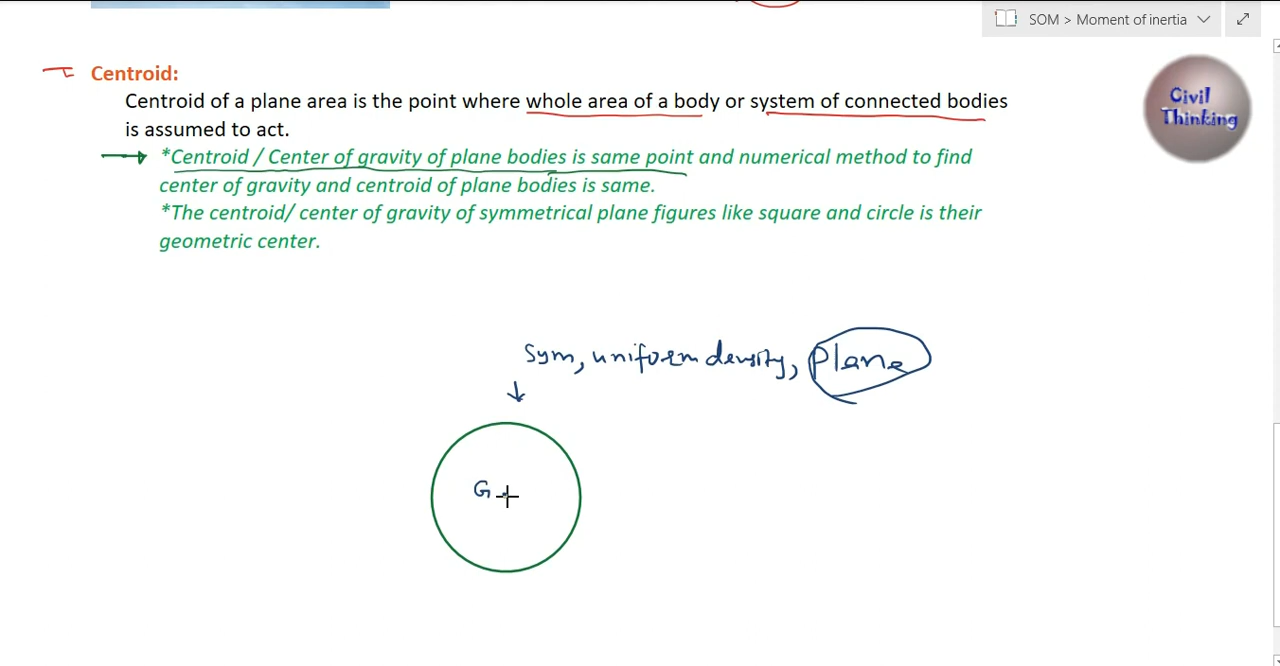 SOM > Moment of inertia
Centroid:
Centroid of a plane area is the point where whole area of a body or system of connected bodies
is assumed to act.
*Centroid / Center of gravity of plane bodies is same point and numerical method to find
center of gravity and centroid of plane bodies is same.
*The centroid/ center of gravity of symmetrical plane figures like square and circle is their
geometric center.
Civil
Thinking
Sym, uniform density, Plane
G